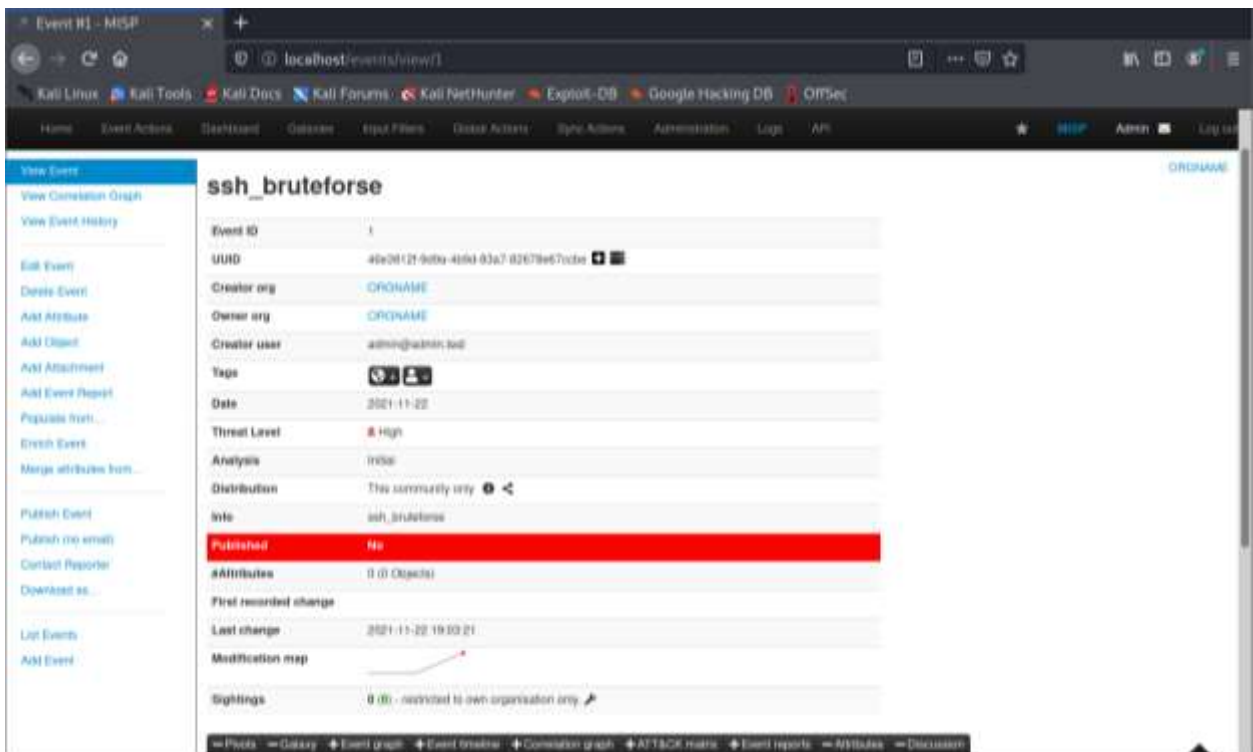 Event #1 - MISP
localhost/events/view/1
Kali Linux Kali Tools Kali Docs Kali Forums Kali NetHunter Exploit-DB Google Hacking DB OffSec
Home Event Actions Dashboard Galaxies Input Filters Global Actions Sync Actions Administration Logs API MISP Admin Log out
View Event
View Correlation Graph
View Event History
Edit Event
Delete Event
Add Attribute
Add Object
Add Attachment
Add Event Report
Populate from...
Enrich Event
Merge attributes from...
Publish Event
Publish (no email)
Contact Reporter
Download as...
List Events
Add Event
ORGNAME
ssh_bruteforse
Event ID 1
UUID
Creator org ORGNAME
Owner org ORGNAME
Creator user admin@admin.test
Tags
Date 2021-11-22
Threat Level High
Analysis Initial
Distribution This community only
Info ssh_bruteforse
Published No
#Attributes 0 (0 Objects)
First recorded change
Last change 2021-11-22 19:03:21
Modification map
Sightings 0 (0) - restricted to own organisation only
Pivots Galaxy Event graph Event timeline Correlation graph ATT&CK matrix Event reports Attributes Discussion